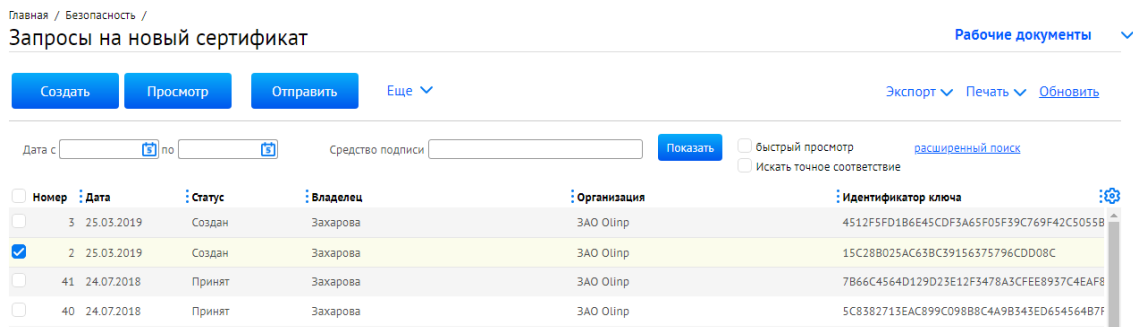 Главная / Безопасность /
Запросы на новый сертификат
Рабочие документы
Создать Просмотр Отправить Еще Экспорт Печать Обновить
Дата с 5 по 5 Средство подписи Показать быстрый просмотр расширенный поиск
Искать точное соответствие
Номер Дата Статус Владелец Организация Идентификатор ключа
3 25.03.2019 Создан Захарова ЗАО Olinp 4512F5FD1B6E45CDF3A65F05F39C769F42C5055B
2 25.03.2019 Создан Захарова ЗАО Olinp 15C28B025AC63BC39156375796CDD08C
41 24.07.2018 Принят Захарова ЗАО Olinp 7B66C4564D129D23E12F3478A3CFEE8937C4EAF8
40 24.07.2018 Принят Захарова ЗАО Olinp 5C8382713EAC899C098B8C4A9B343ED654564B7F